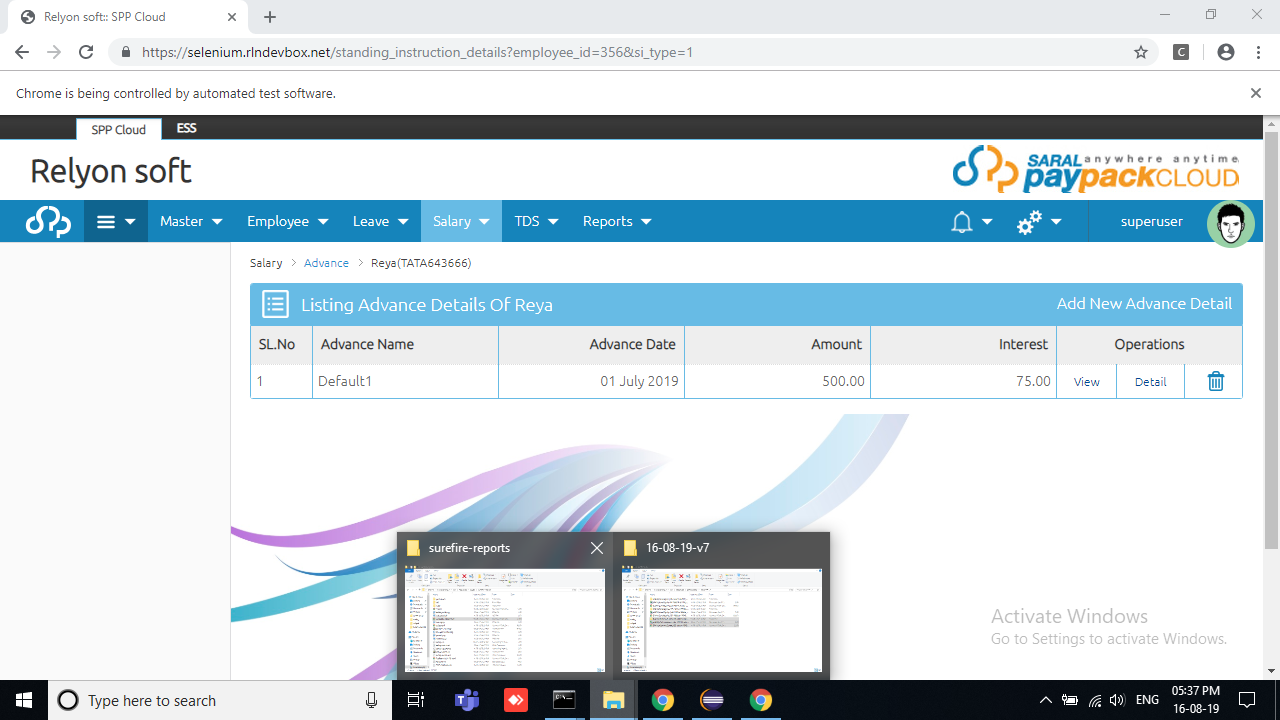 Relyon soft:: SPP Cloud
https://selenium.rlndevbox.net/standing_instruction_details?employee_id=356&si_type=1
C
Chrome is being controlled by automated test software.
SPP Cloud ESS
Relyon soft
SARAL anywhere anytime
paypackCLOUD
Master Employee Leave Salary TDS Reports superuser
Salary > Advance > Reya(TATA643666)
Listing Advance Details Of Reya Add New Advance Detail
SL.No Advance Name Advance Date Amount Interest Operations
1 Default1 01 July 2019 500.00 75.00 View Detail
surefire-reports 16-08-19-v7
Activate Windows
Go to Settings to activate Windows.
Type here to search ENG 05:37 PM
16-08-19